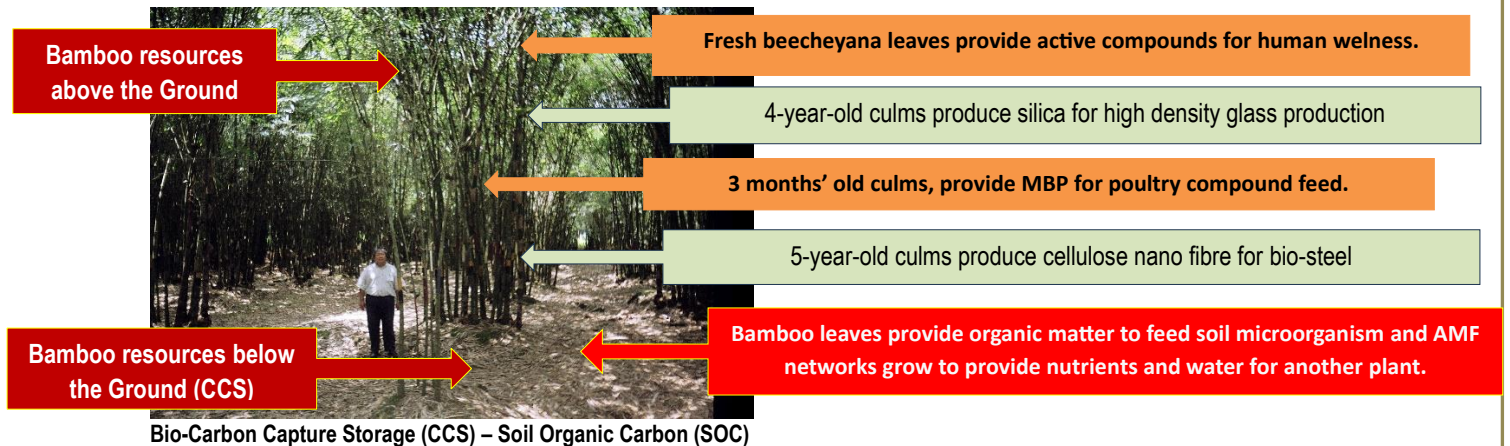 Bamboo resources
above the Ground
Fresh beecheyana leaves provide active compounds for human welness.
4-year-old culms produce silica for high density glass production
3 months' old culms, provide MBP for poultry compound feed.
5-year-old culms produce cellulose nano fibre for bio-steel
Bamboo resources below
the Ground (CCS)
Bamboo leaves provide organic matter to feed soil microorganism and AMF
networks grow to provide nutrients and water for another plant.
Bio-Carbon Capture Storage (CCS) – Soil Organic Carbon (SOC)